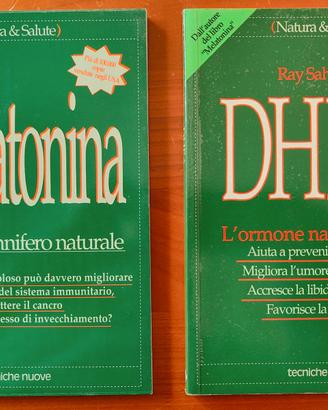 a & Salute)
Più di 100.000
copie
vendute negli USA
atonina
nnifero naturale
oloso può davvero migliorare
del sistema immunitario,
ttere il cancro
esso di invecchiamento?
iche nuove
(Natura &
Dall'autore
del libro
"Melatonina"
Ray Sah
DH
L'ormone na
Aiuta a preveni
Migliora l'umore
Accresce la libid
Favorisce la
tecniche